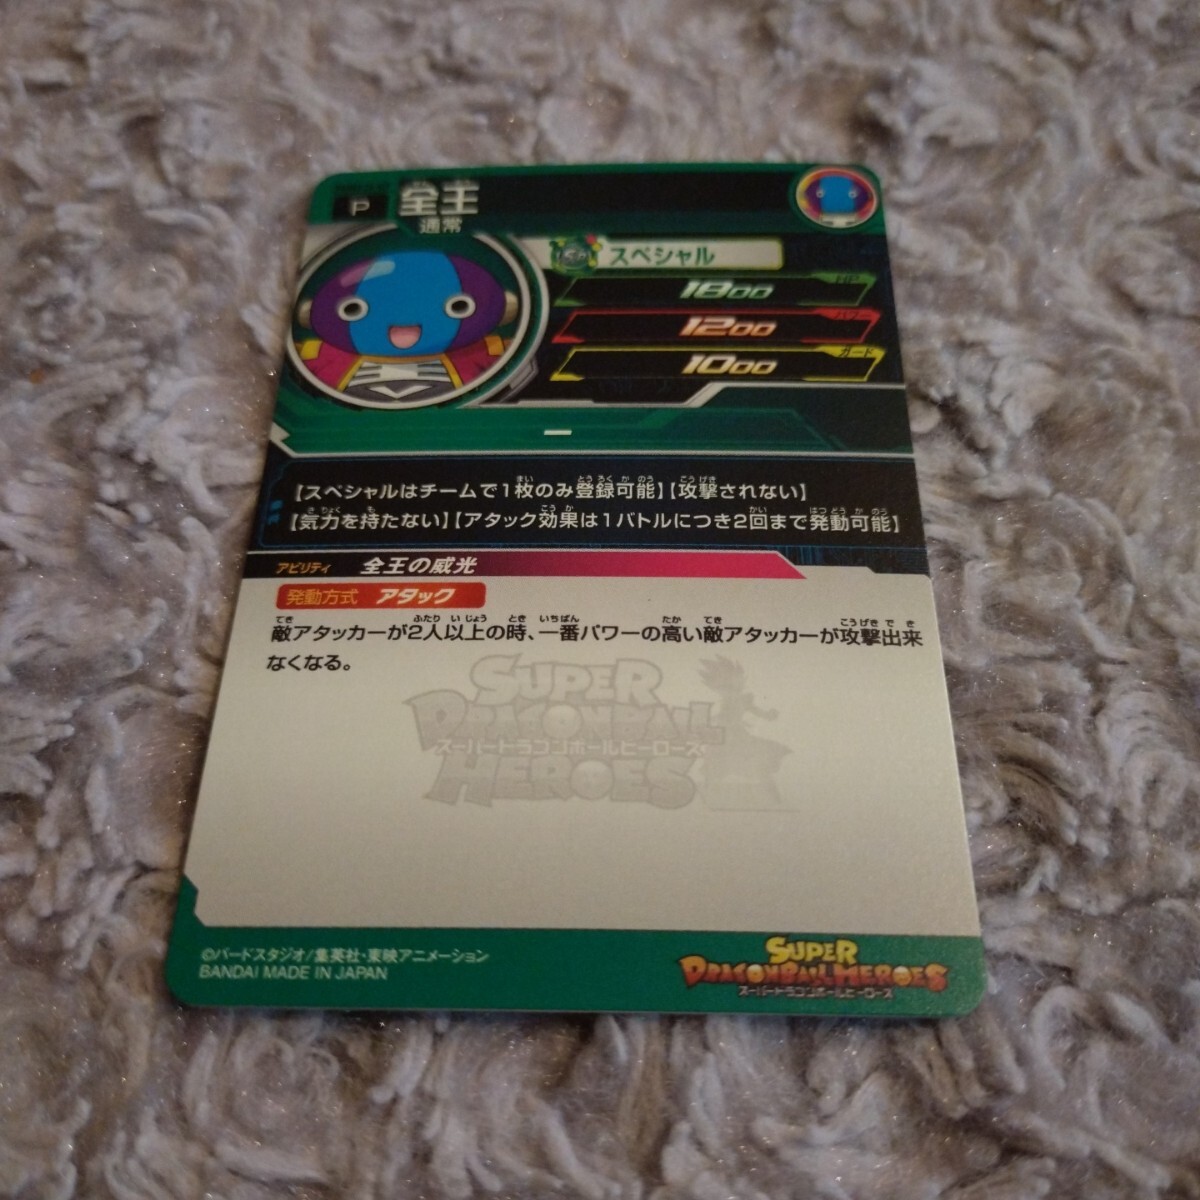 P
全王
通常
スペシャル
HP
1800
パワー
1200
ガード
1000
ー
【スペシャルはチームで1枚のみ登録可能】【攻撃されない】
【気力を持たない】【アタック効果は1バトルにつき2回まで発動可能】
アビリティ 全王の威光
発動方式 アタック
敵アタッカーが2人以上の時、一番パワーの高い敵アタッカーが攻撃出来
なくなる。
SUPER
DRAGONBALL
スーパードラゴンボールヒーローズ
HEROES
©バードスタジオ/集英社・東映アニメーション
BANDAI MADE IN JAPAN
SUPER
DRAGONBALL HEROES
スーパードラゴンボールヒーローズ